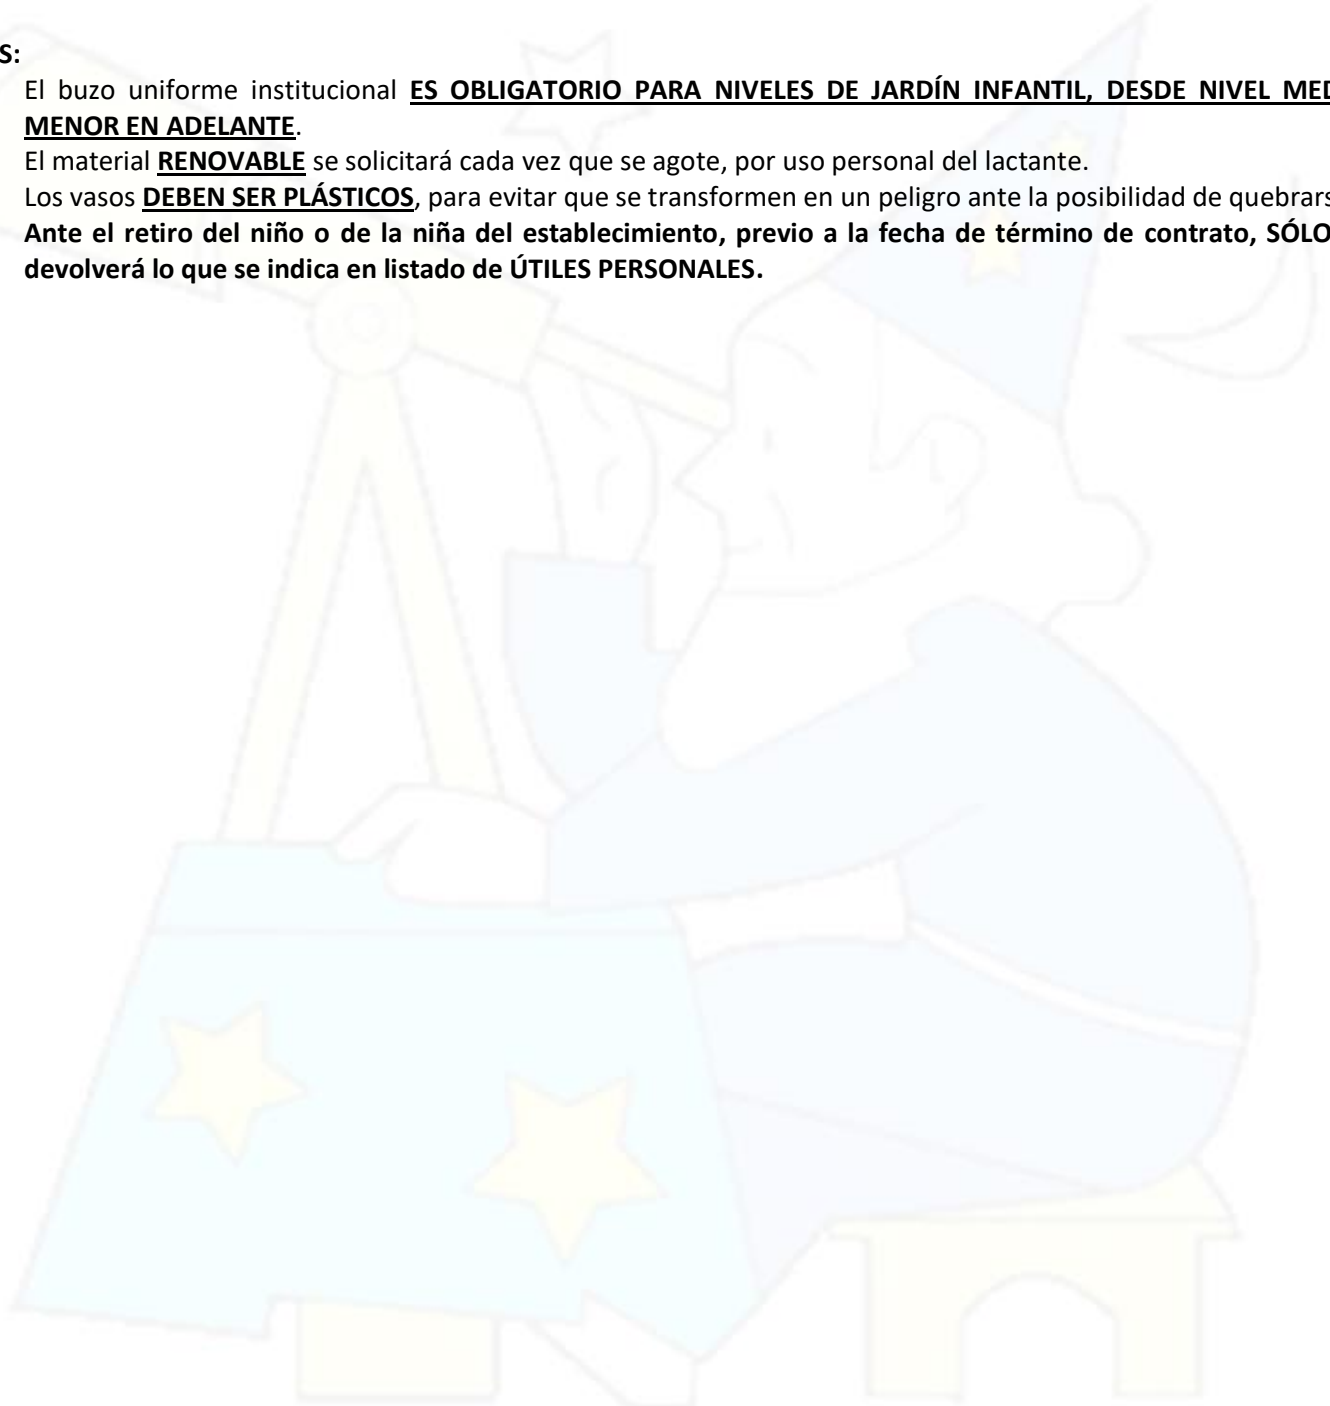 S:
El buzo uniforme institucional ES OBLIGATORIO PARA NIVELES DE JARDÍN INFANTIL, DESDE NIVEL MED
MENOR EN ADELANTE.
El material RENOVABLE se solicitará cada vez que se agote, por uso personal del lactante.
Los vasos DEBEN SER PLÁSTICOS, para evitar que se transformen en un peligro ante la posibilidad de quebrars
Ante el retiro del niño o de la niña del establecimiento, previo a la fecha de término de contrato, SÓLO
devolverá lo que se indica en listado de ÚTILES PERSONALES.